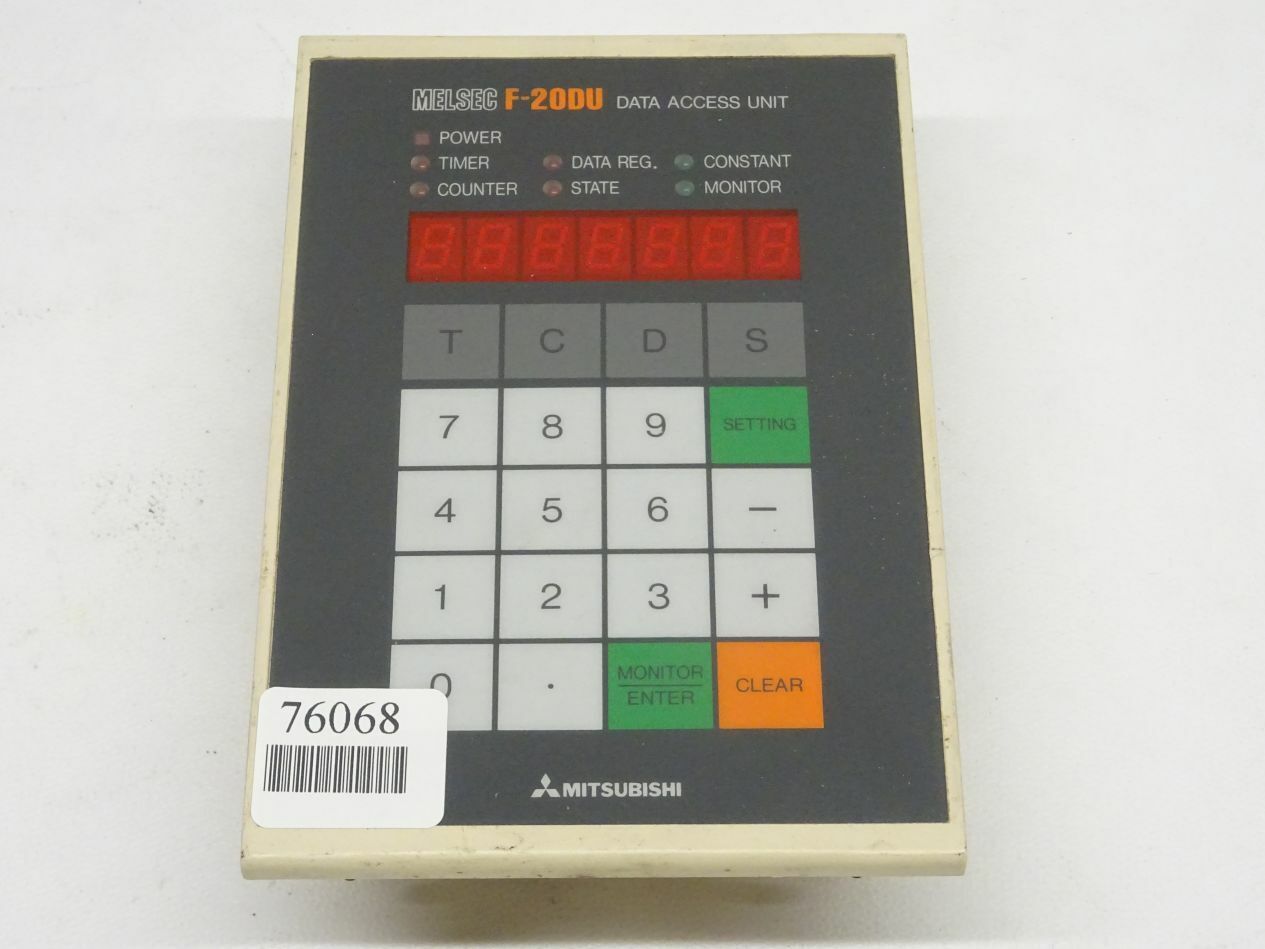 MELSEC F-20DU DATA ACCESS UNIT
POWER
TIMER DATA REG. CONSTANT
COUNTER STATE MONITOR
T C D S
7 8 9 SETTING
4 5 6 −
1 2 3 +
0 . MONITOR
ENTER CLEAR
76068
MITSUBISHI